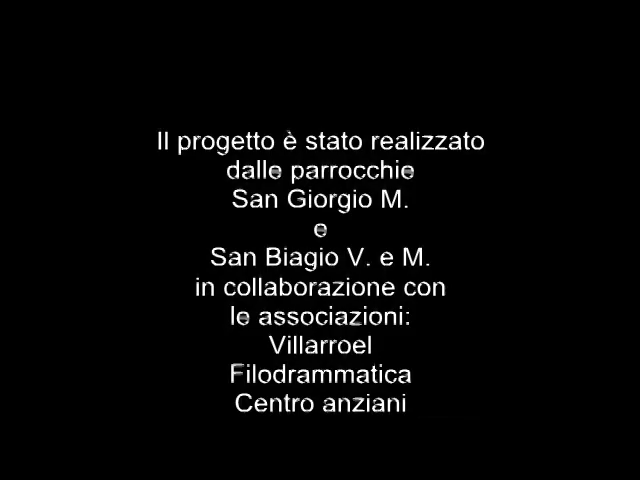 Il progetto è stato realizzato
dalle parrocchie
San Giorgio M.
e
San Biagio V. e M.
in collaborazione con
le associazioni:
Villarroel
Filodrammatica
Centro anziani